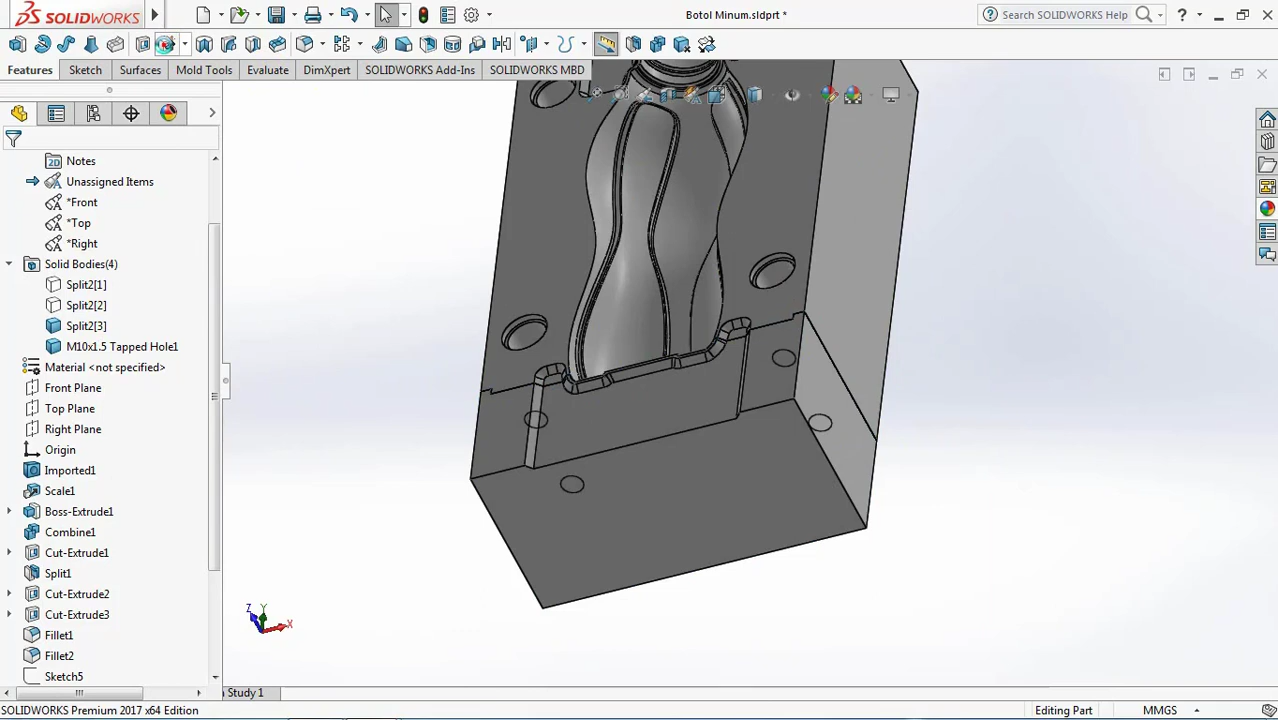 SOLIDWORKS
Botol Minum.sldprt *
Search SOLIDWORKS Help
Features
Sketch
Surfaces
Mold Tools
Evaluate
DimXpert
SOLIDWORKS Add-Ins
SOLIDWORKS MBD
Notes
Unassigned Items
*Front
*Top
*Right
Solid Bodies(4)
Split2[1]
Split2[2]
Split2[3]
M10x1.5 Tapped Hole1
Material <not specified>
Front Plane
Top Plane
Right Plane
Origin
Imported1
Scale1
Boss-Extrude1
Combine1
Cut-Extrude1
Split1
Cut-Extrude2
Cut-Extrude3
Fillet1
Fillet2
Sketch5
Z
Y
X
Study 1
SOLIDWORKS Premium 2017 x64 Edition
Editing Part
MMGS